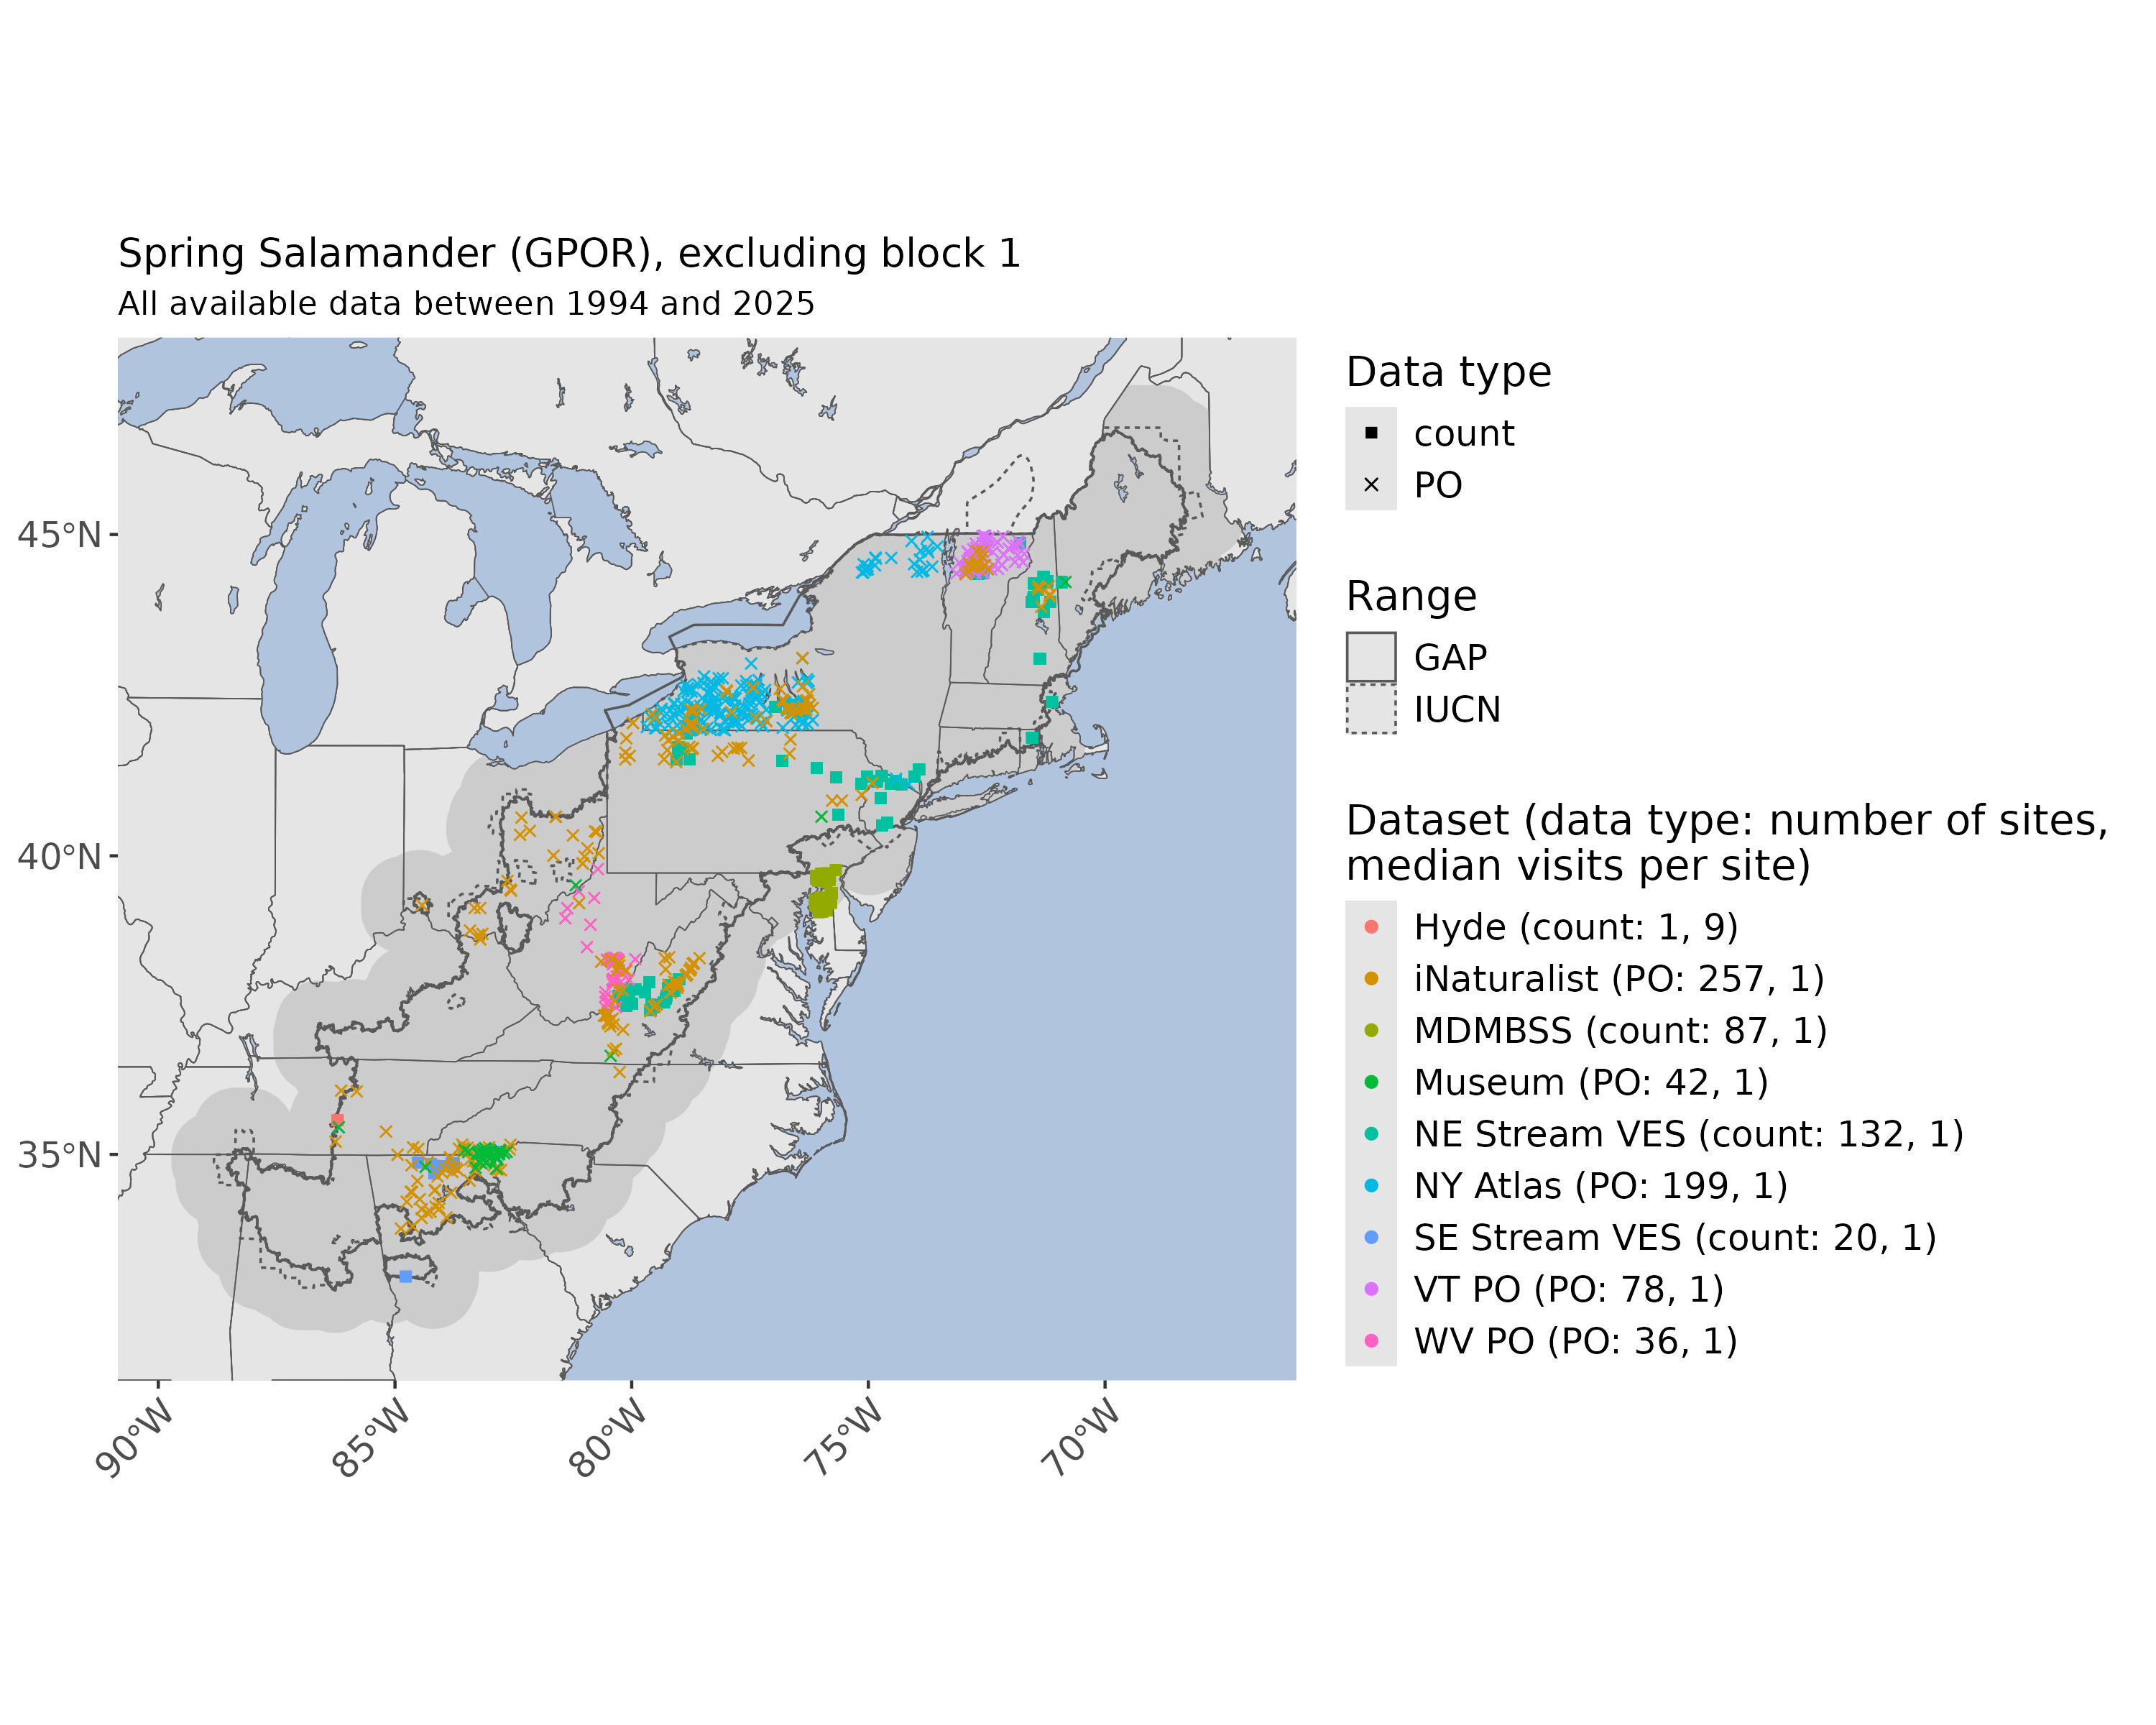 Spring Salamander (GPOR), excluding block 1
All available data between 1994 and 2025
45°N
40°N
35°N
90°W
85°W
80°W
75°W
70°W
Data type
count
PO
Range
GAP
IUCN
Dataset (data type: number of sites,
median visits per site)
Hyde (count: 1, 9)
iNaturalist (PO: 257, 1)
MDMBSS (count: 87, 1)
Museum (PO: 42, 1)
NE Stream VES (count: 132, 1)
NY Atlas (PO: 199, 1)
SE Stream VES (count: 20, 1)
VT PO (PO: 78, 1)
WV PO (PO: 36, 1)